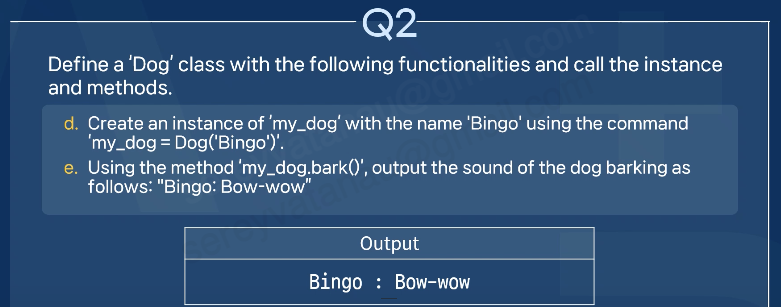 Q2
Define a 'Dog' class with the following functionalities and call the instance
and methods.
d. Create an instance of 'my_dog' with the name 'Bingo' using the command
'my_dog = Dog('Bingo')'.
e. Using the method 'my_dog.bark()', output the sound of the dog barking as
follows: "Bingo: Bow-wow"
Output
Bingo : Bow-wow